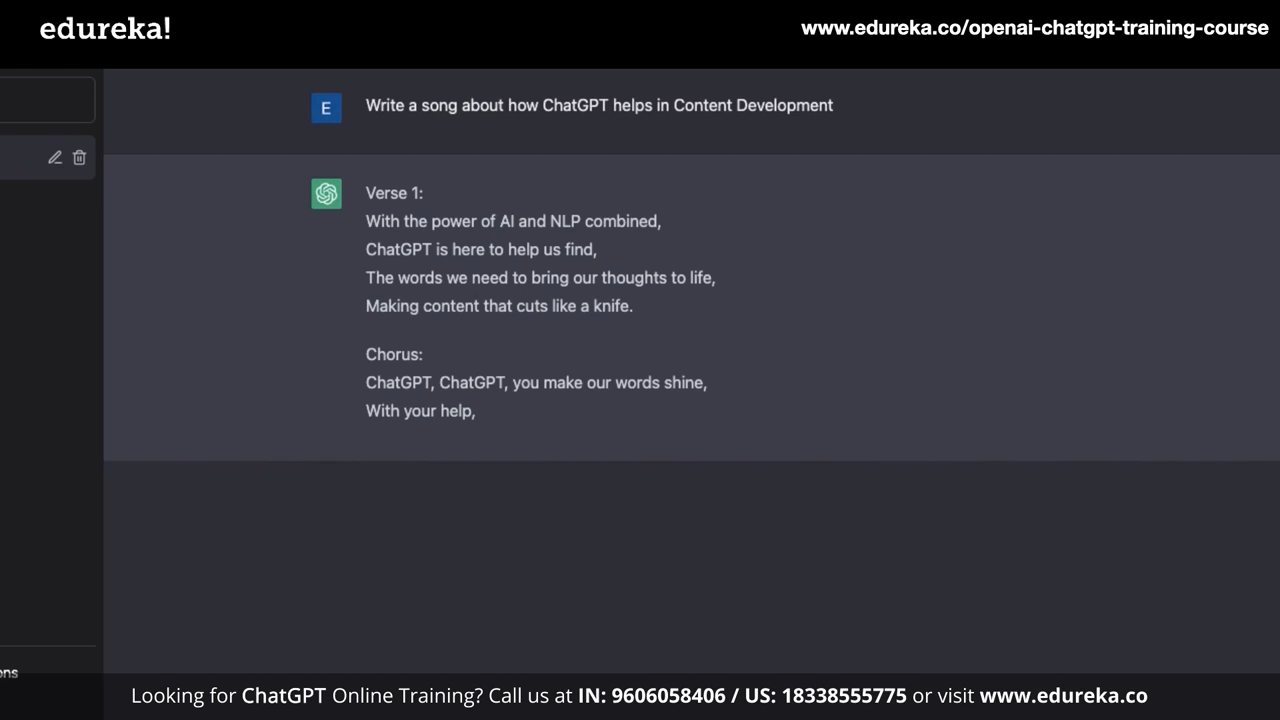 edureka!
www.edureka.co/openai-chatgpt-training-course
E
Write a song about how ChatGPT helps in Content Development
Verse 1:
With the power of AI and NLP combined,
ChatGPT is here to help us find,
The words we need to bring our thoughts to life,
Making content that cuts like a knife.
Chorus:
ChatGPT, ChatGPT, you make our words shine,
With your help,
ons
Looking for ChatGPT Online Training? Call us at IN: 9606058406 / US: 18338555775 or visit www.edureka.co